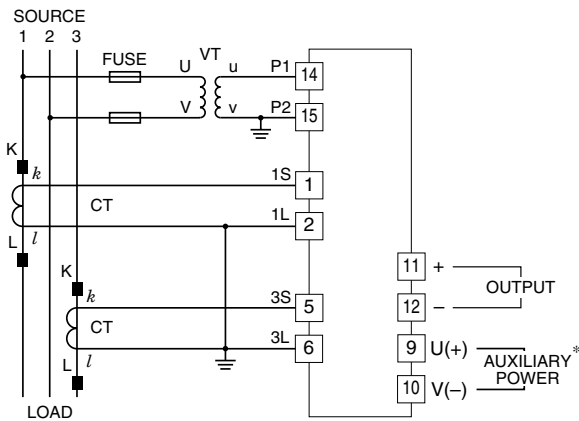 SOURCE
1 2 3
FUSE
VT
U u P1 14
V v P2 15
K
k
1S 1
CT
1L 2
L l
K
k
3S 5
CT
3L 6
L l
11 +
OUTPUT
12 −
9 U(+)
AUXILIARY*
POWER
10 V(−)
LOAD